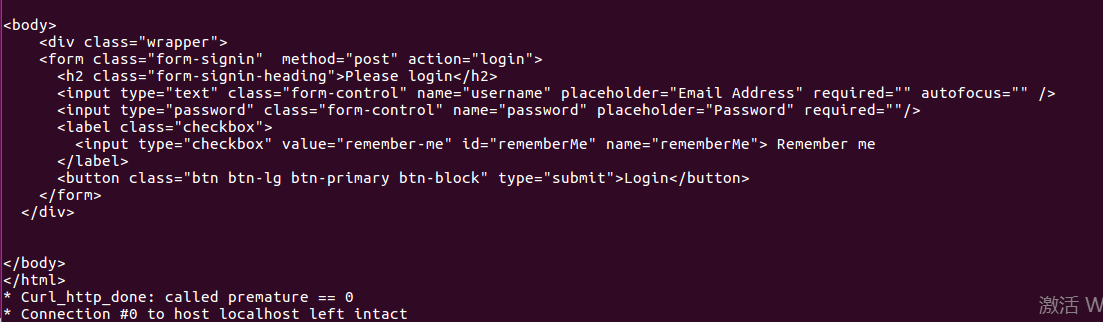 <body>
    <div class="wrapper">
    <form class="form-signin"  method="post" action="login">
      <h2 class="form-signin-heading">Please login</h2>
      <input type="text" class="form-control" name="username" placeholder="Email Address" required="" autofocus="" />
      <input type="password" class="form-control" name="password" placeholder="Password" required=""/>
      <label class="checkbox">
        <input type="checkbox" value="remember-me" id="rememberMe" name="rememberMe"> Remember me
      </label>
      <button class="btn btn-lg btn-primary btn-block" type="submit">Login</button>
    </form>
  </div>
</body>
</html>
* Curl_http_done: called premature == 0
* Connection #0 to host localhost left intact
激活 W